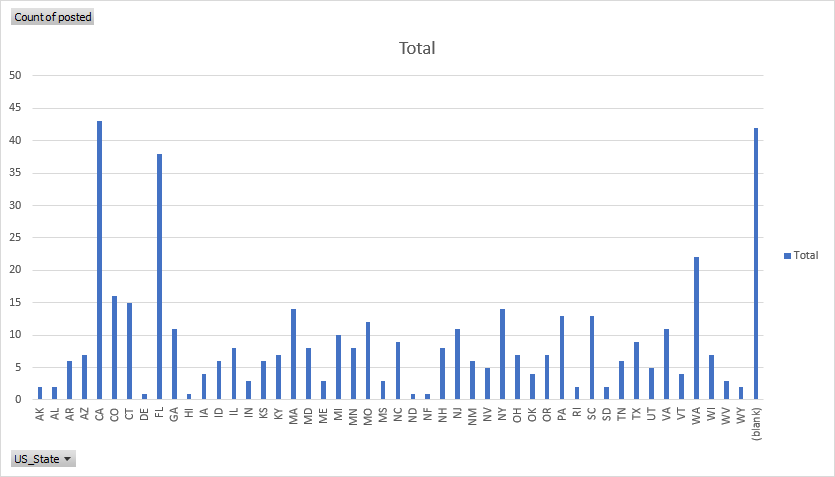 Count of posted
Total
50
45
40
35
30
25
20
15
10
5
0
Total
AK AL AR AZ CA CO CT DE FL GA HI IA ID IL IN KS KY MA MD ME MI MN MO MS NC ND NF NH NJ NM NV NY OH OK OR PA RI SC SD TN TX UT VA VT WA WI WV WY (blank)
US_State